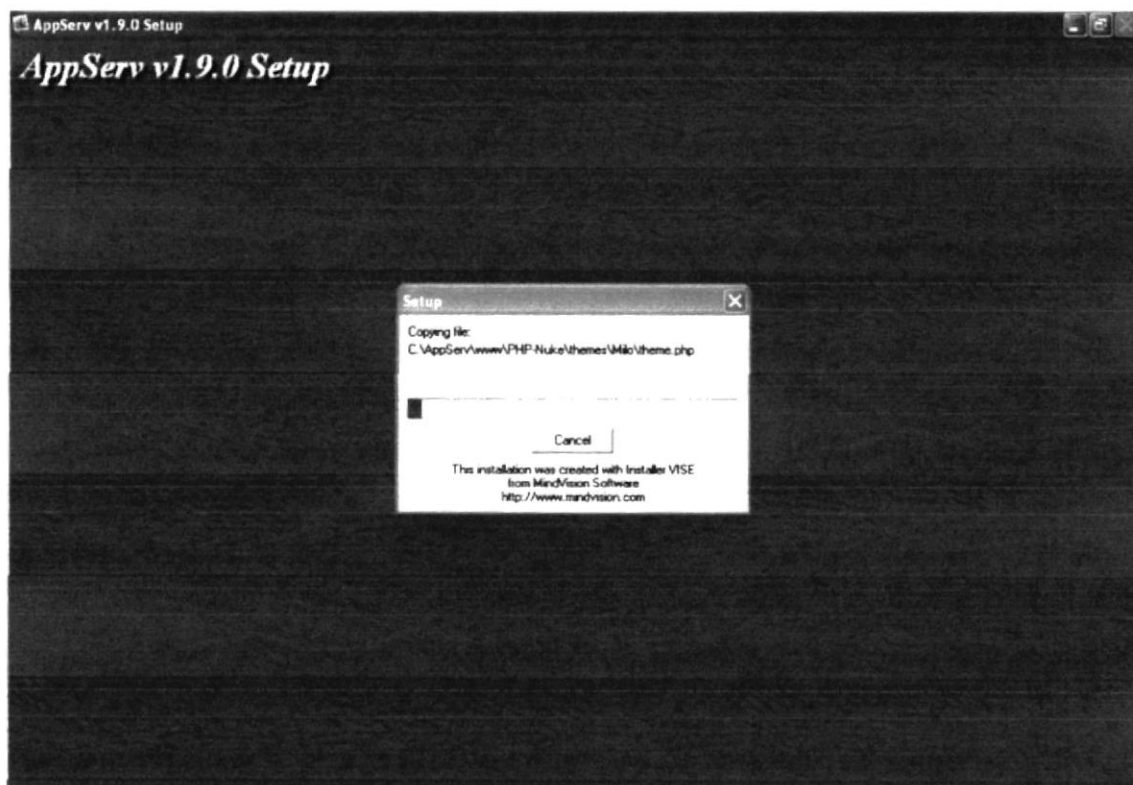 AppServ v1.9.0 Setup
AppServ v1.9.0 Setup
Setup
Copying file:
C:\AppServ\www\PHP-Nuke\themes\Milo\theme.php
Cancel
This installation was created with Installer VISE
from MindVision Software
http://www.mindvision.com